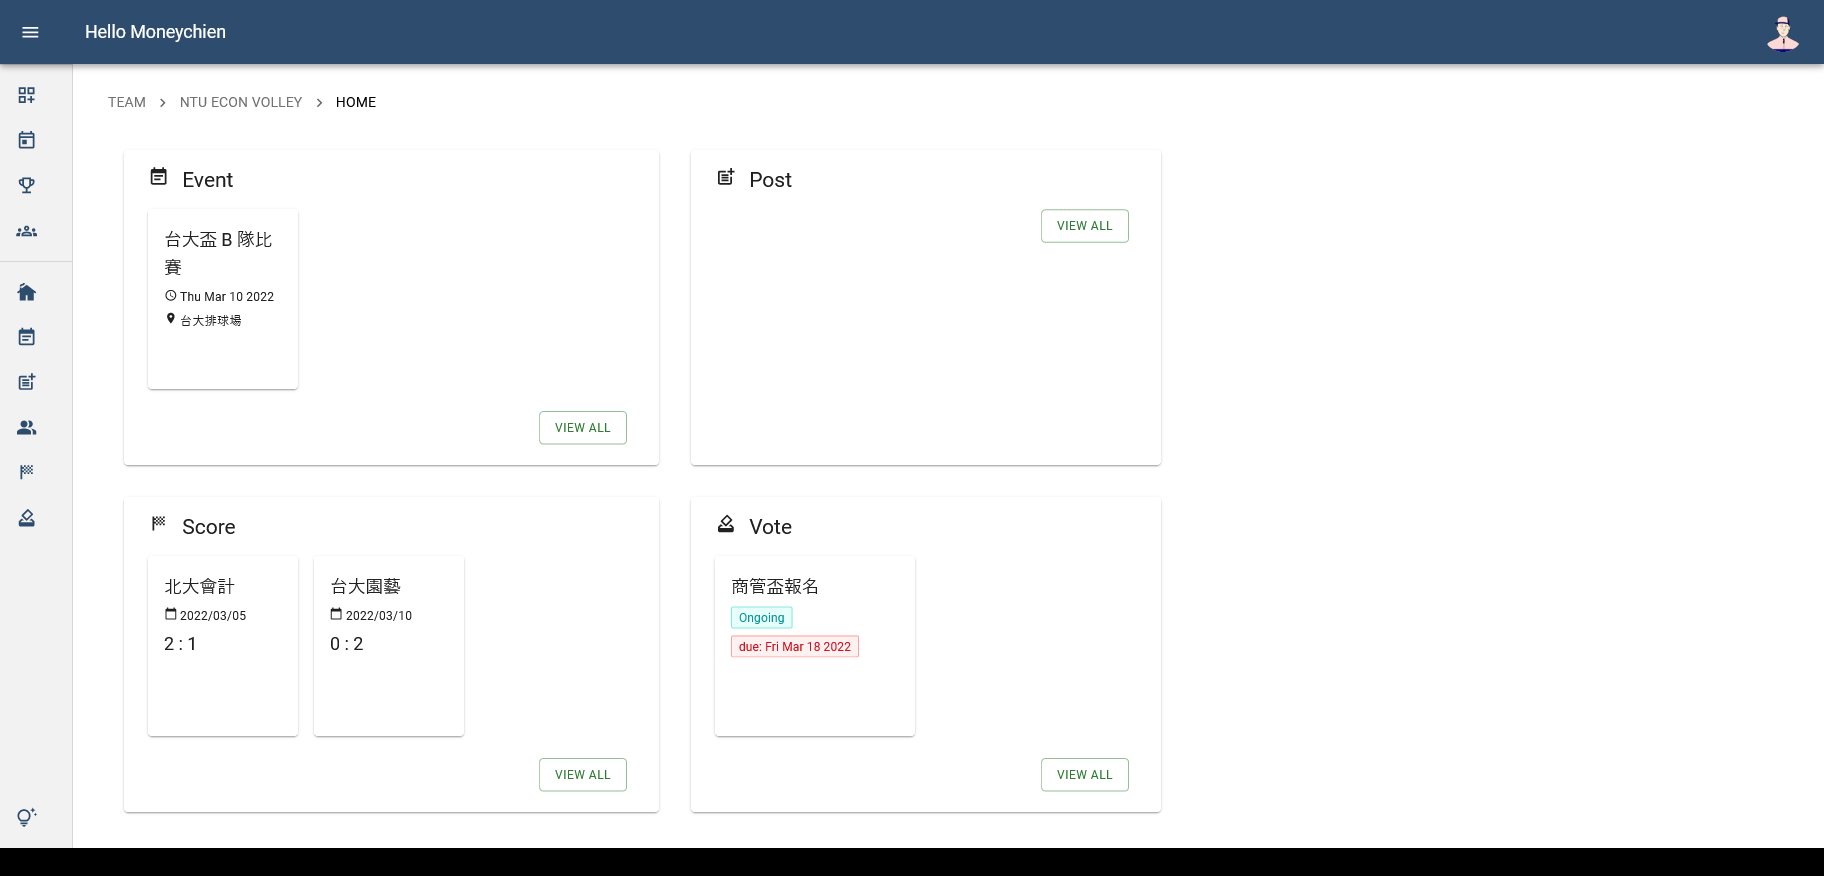 Hello Moneychien
TEAM > NTU ECON VOLLEY > HOME
Event
台大盃 B 隊比
賽
Thu Mar 10 2022
台大排球場
VIEW ALL
Post
VIEW ALL
Score
北大會計
2022/03/05
2 : 1
台大園藝
2022/03/10
0 : 2
VIEW ALL
Vote
商管盃報名
Ongoing
due: Fri Mar 18 2022
VIEW ALL